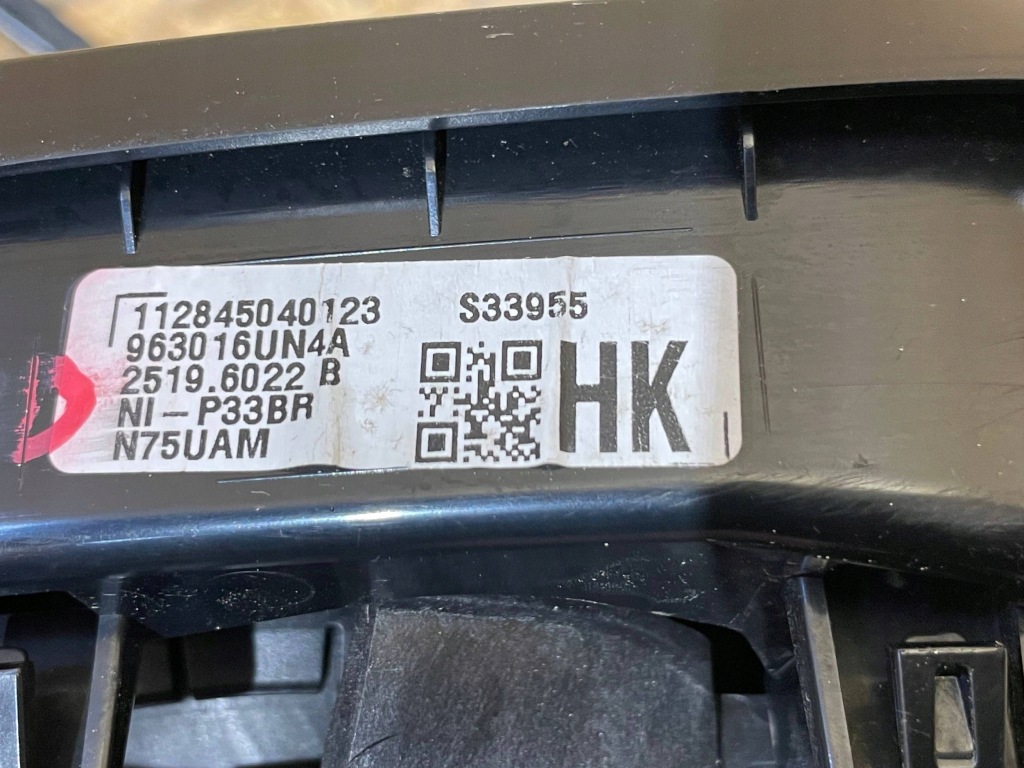 112845040123 S33955
963016UN4A
2519.6022 B
NI-P33BR
N75UAM
HK